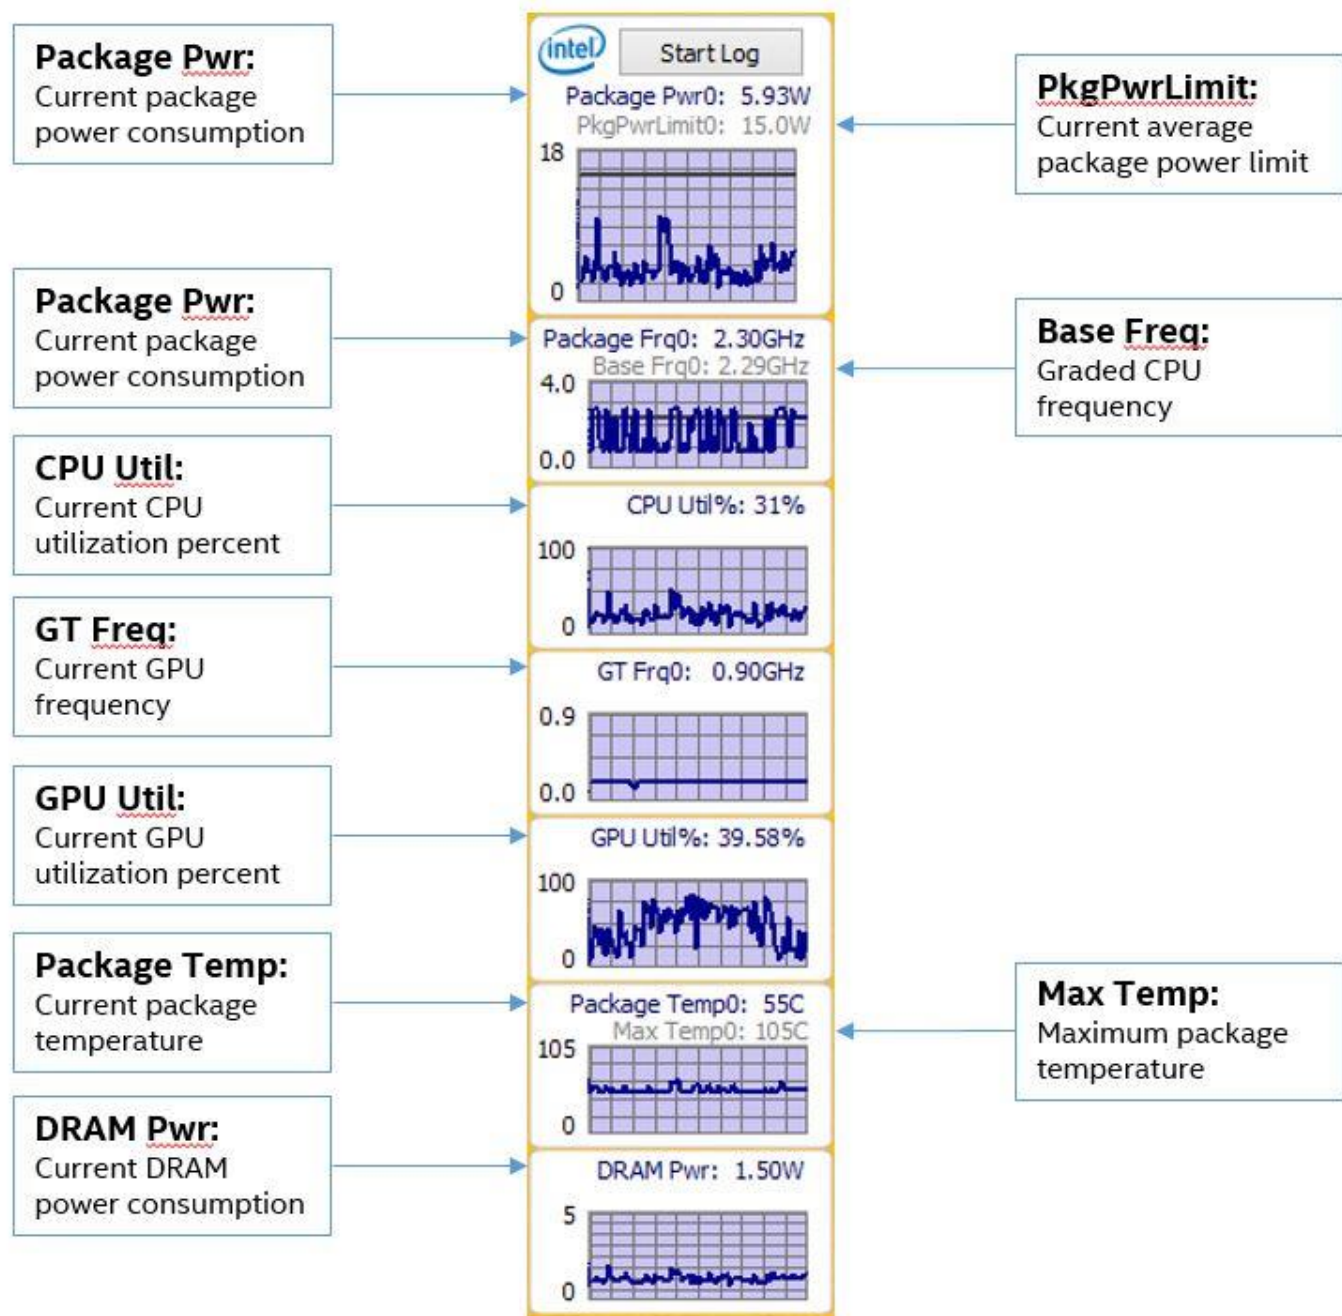 Package Pwr:
Current package
power consumption
Package Pwr:
Current package
power consumption
CPU Util:
Current CPU
utilization percent
GT Freq:
Current GPU
frequency
GPU Util:
Current GPU
utilization percent
Package Temp:
Current package
temperature
DRAM Pwr:
Current DRAM
power consumption
intel
Start Log
Package Pwr0: 5.93W
PkgPwrLimit0: 15.0W
18
0
Package Frq0: 2.30GHz
Base Frq0: 2.29GHz
4.0
0.0
CPU Util%: 31%
100
0
GT Frq0: 0.90GHz
0.9
0.0
GPU Util%: 39.58%
100
0
Package Temp0: 55C
Max Temp0: 105C
105
0
DRAM Pwr: 1.50W
5
0
PkgPwrLimit:
Current average
package power limit
Base Freq:
Graded CPU
frequency
Max Temp:
Maximum package
temperature